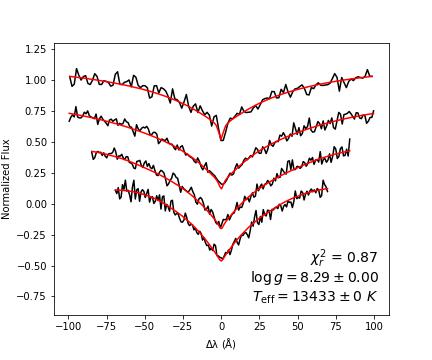 1.25
1.00
0.75
0.50
0.25
0.00
−0.25
−0.50
−0.75
Normalized Flux
χ²ᵣ = 0.87
log g = 8.29 ± 0.00
T_eff = 13433 ± 0 K
−100 −75 −50 −25 0 25 50 75 100
Δλ (Å)